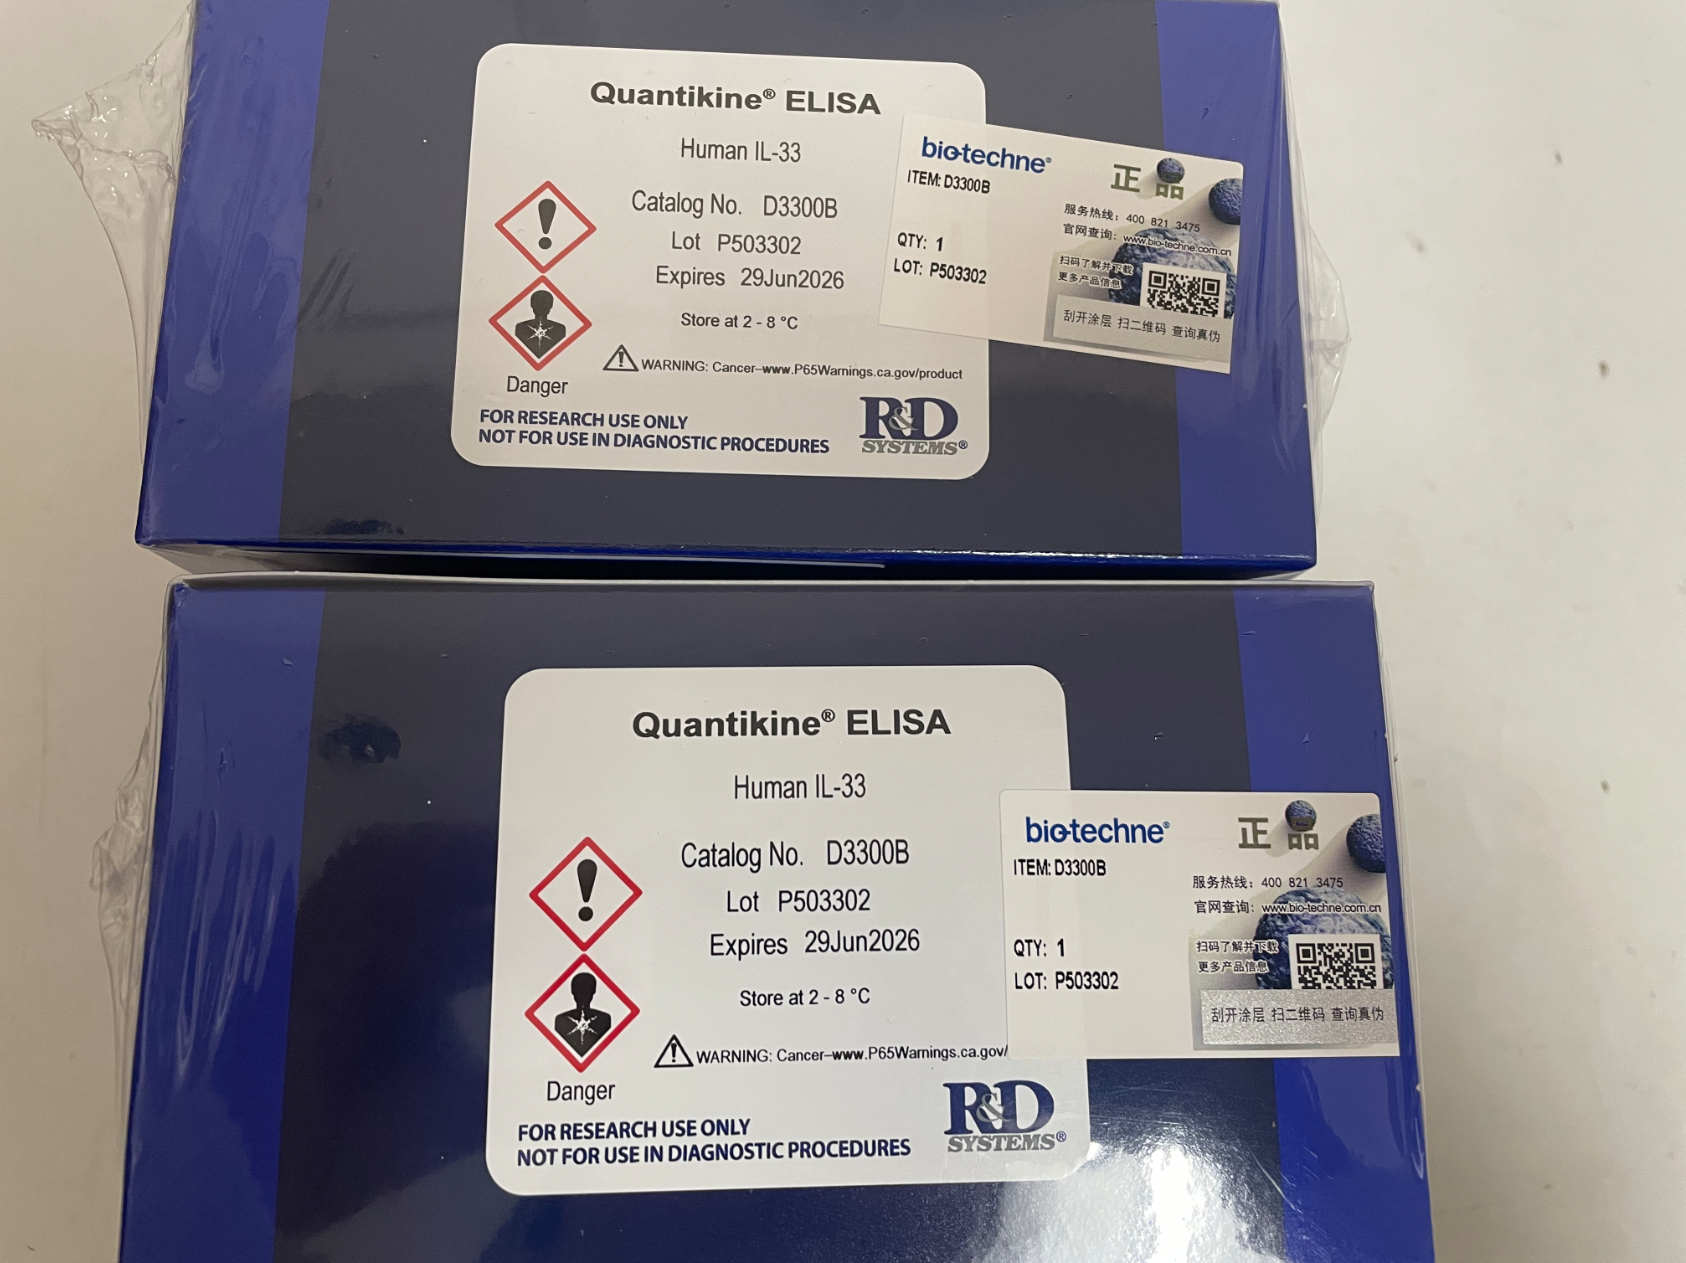 Quantikine® ELISA
Human IL-33
Catalog No. D3300B
Lot P503302
Expires 29Jun2026
Store at 2 - 8 °C
WARNING: Cancer–www.P65Warnings.ca.gov/product
Danger
FOR RESEARCH USE ONLY
NOT FOR USE IN DIAGNOSTIC PROCEDURES
R&D
SYSTEMS®
bio-techne®
ITEM: D3300B
QTY: 1
LOT: P503302
正品
服务热线：400 821 3475
官网查询：www.bio-techne.com.cn
扫码了解并下载
更多产品信息
刮开涂层 扫二维码 查询真伪
Quantikine® ELISA
Human IL-33
Catalog No. D3300B
Lot P503302
Expires 29Jun2026
Store at 2 - 8 °C
WARNING: Cancer–www.P65Warnings.ca.gov/
Danger
FOR RESEARCH USE ONLY
NOT FOR USE IN DIAGNOSTIC PROCEDURES
R&D
SYSTEMS®
bio-techne®
ITEM: D3300B
QTY: 1
LOT: P503302
正品
服务热线：400 821 3475
官网查询：www.bio-techne.com.cn
扫码了解并下载
更多产品信息
刮开涂层 扫二维码 查询真伪